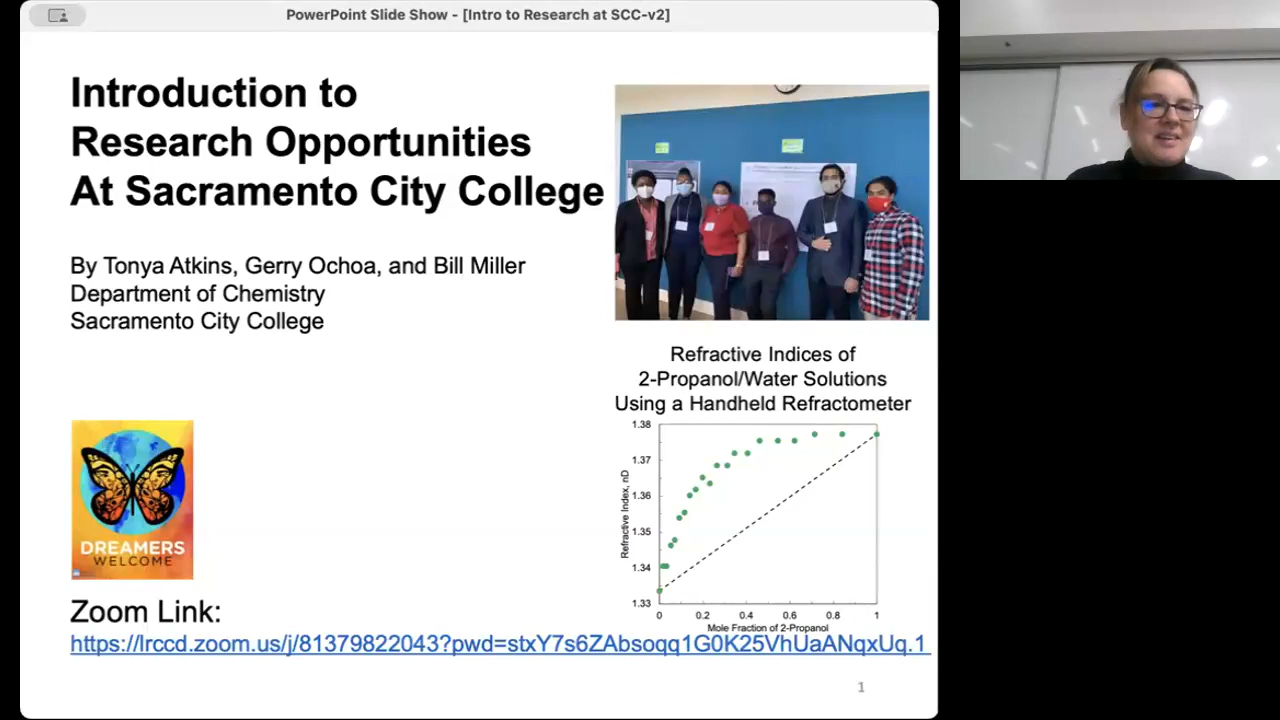 PowerPoint Slide Show - [Intro to Research at SCC-v2]
Introduction to
Research Opportunities
At Sacramento City College
By Tonya Atkins, Gerry Ochoa, and Bill Miller
Department of Chemistry
Sacramento City College
Refractive Indices of
2-Propanol/Water Solutions
Using a Handheld Refractometer
1.38
1.37
1.36
1.35
1.34
1.33
Refractive Index, nD
0 0.2 0.4 0.6 0.8 1
Mole Fraction of 2-Propanol
DREAMERS
WELCOME
Zoom Link:
https://lrccd.zoom.us/j/81379822043?pwd=stxY7s6ZAbsoqq1G0K25VhUaANqxUq.1
1